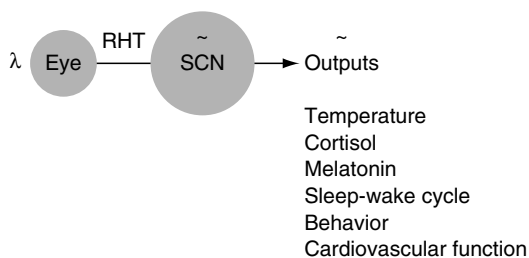 RHT
~
~
λ
Eye
SCN
Outputs
Temperature
Cortisol
Melatonin
Sleep-wake cycle
Behavior
Cardiovascular function